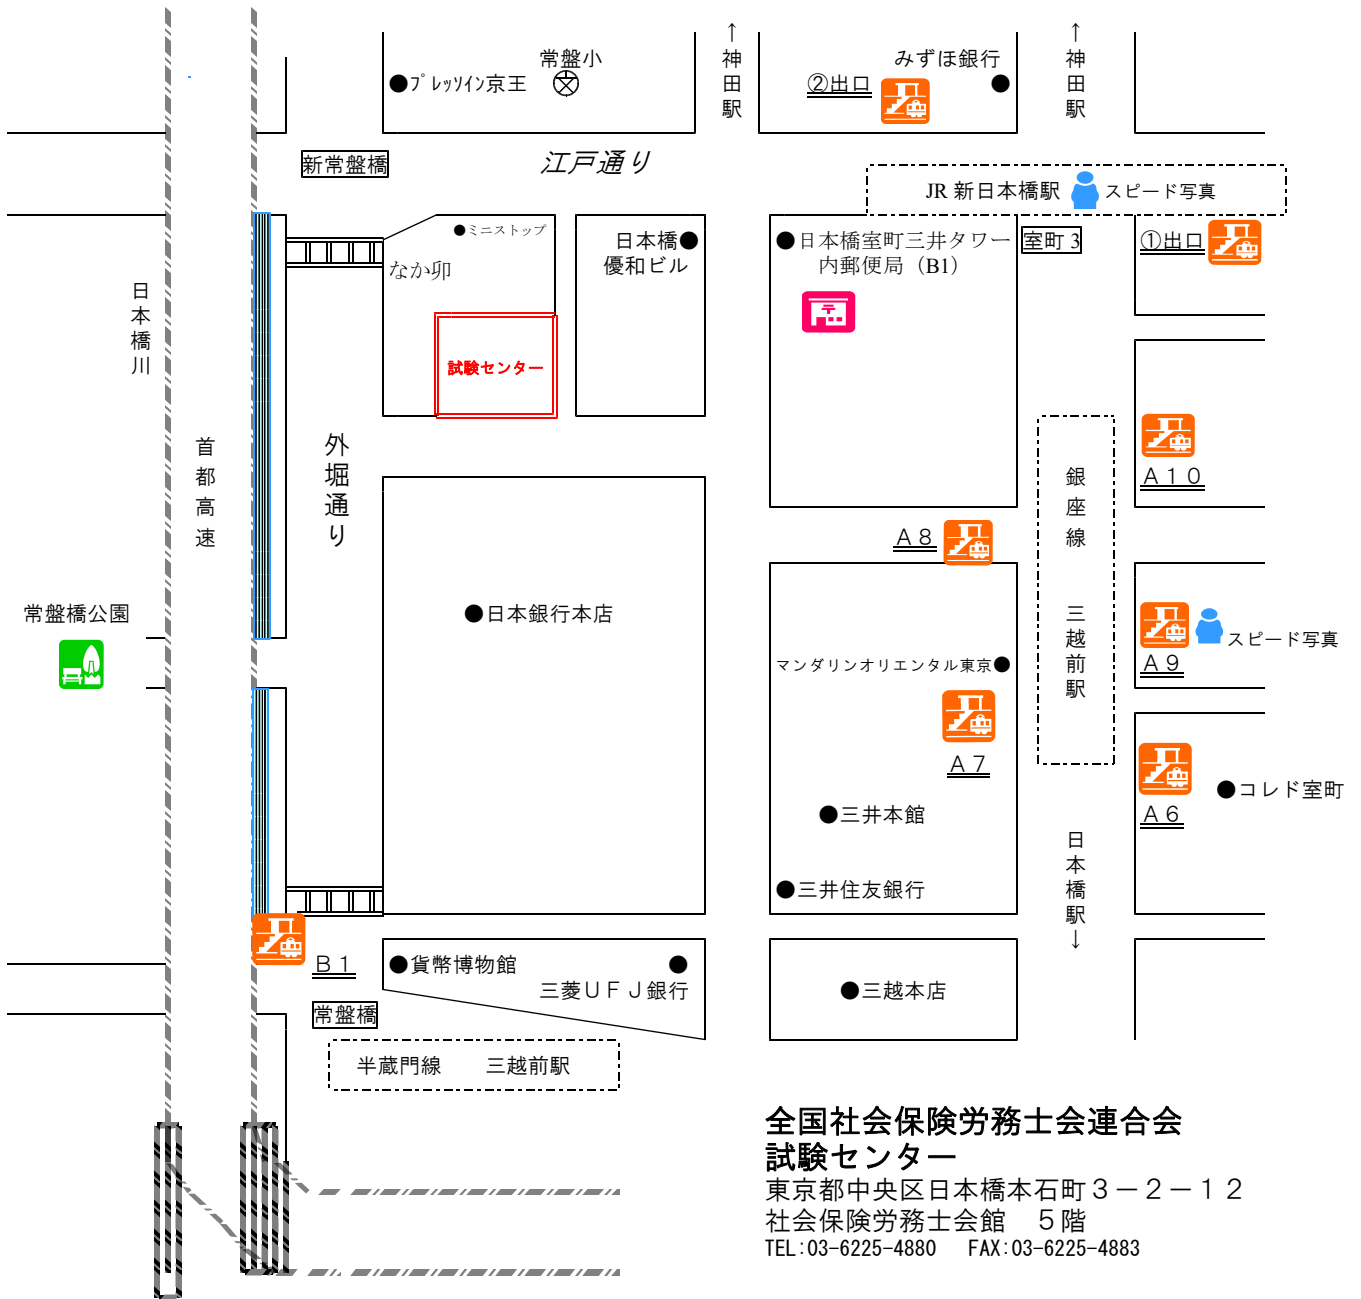 ↑神田駅
↑神田駅
常盤小
みずほ銀行
●プレッソイン京王
文
②出口
新常盤橋
江戸通り
JR 新日本橋駅
スピード写真
●ミニストップ
日本橋●
優和ビル
●日本橋室町三井タワー
内郵便局（B1）
室町 3
①出口
なか卯
日本橋川
試験センター
首都高速
外堀通り
銀座線 三越前駅
A10
A8
常盤橋公園
●日本銀行本店
スピード写真
A9
マンダリンオリエンタル東京●
A7
●コレド室町
A6
●三井本館
日本橋駅↓
●三井住友銀行
B1
●貨幣博物館
三菱ＵＦＪ銀行
●三越本店
常盤橋
半蔵門線 三越前駅
全国社会保険労務士会連合会
試験センター
東京都中央区日本橋本石町３－２－１２
社会保険労務士会館 ５階
TEL:03-6225-4880 FAX:03-6225-4883